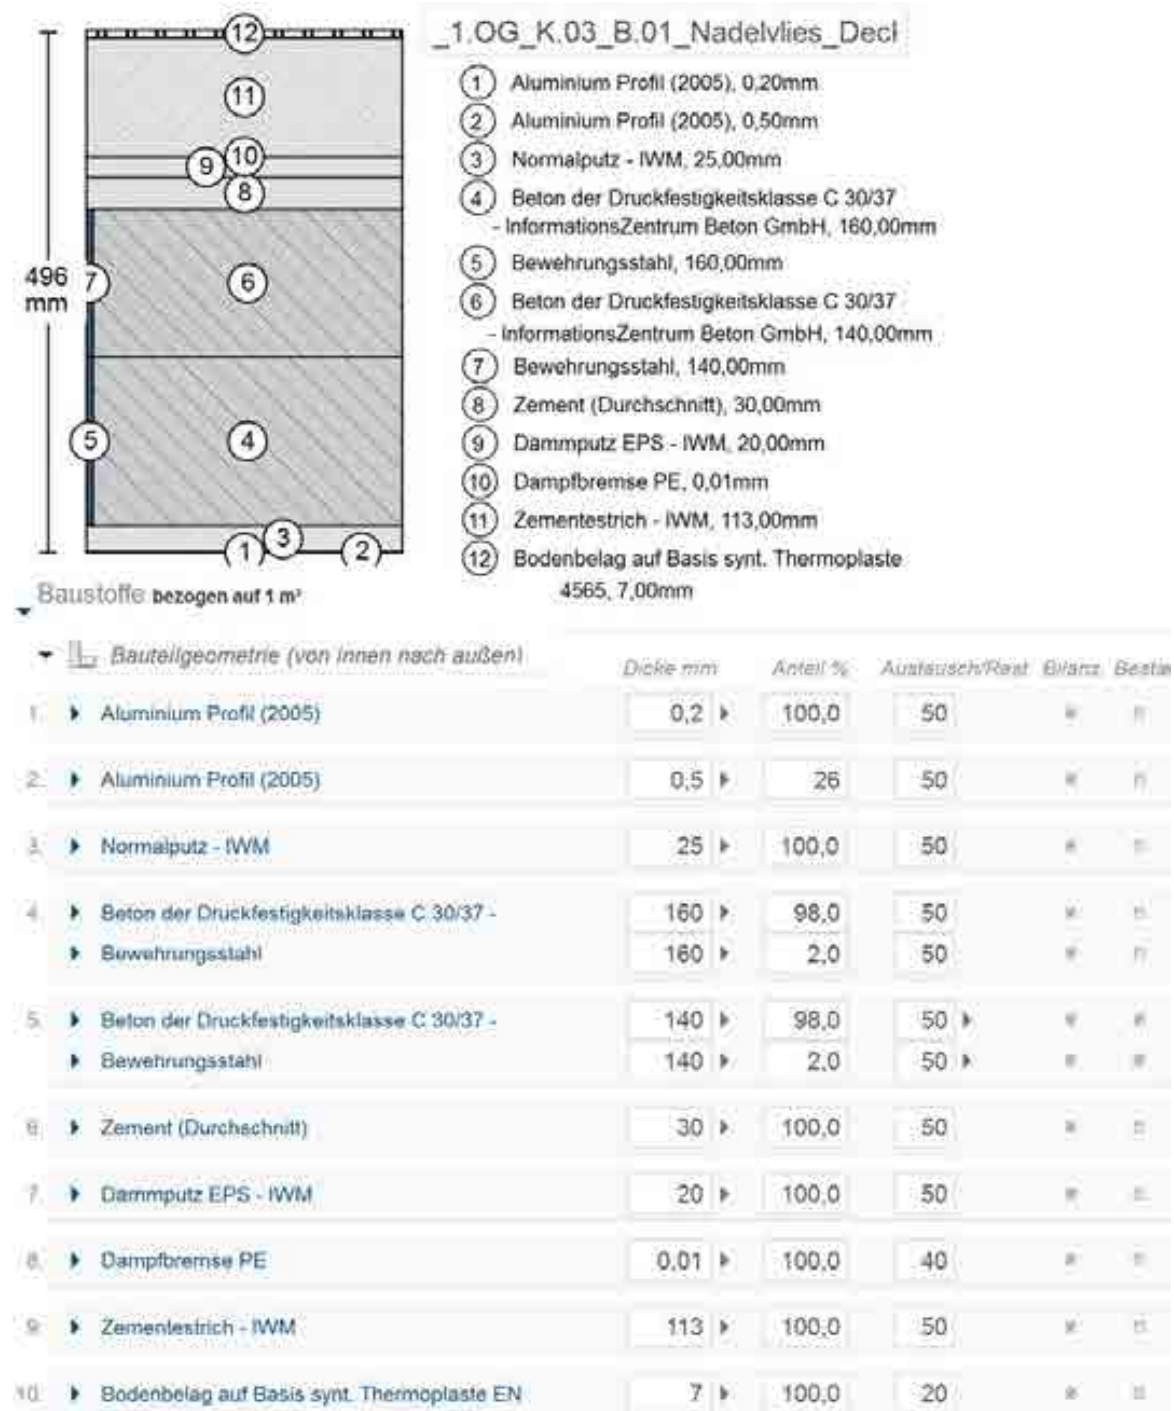 _1.OG_K.03_B.01_Nadelvlies_Decl
1 Aluminium Profil (2005), 0,20mm
2 Aluminium Profil (2005), 0,50mm
3 Normalputz - IWM, 25,00mm
4 Beton der Druckfestigkeitsklasse C 30/37
- InformationsZentrum Beton GmbH, 160,00mm
5 Bewehrungsstahl, 160,00mm
6 Beton der Druckfestigkeitsklasse C 30/37
- InformationsZentrum Beton GmbH, 140,00mm
7 Bewehrungsstahl, 140,00mm
8 Zement (Durchschnitt), 30,00mm
9 Dammputz EPS - IWM, 20,00mm
10 Dampfbremse PE, 0,01mm
11 Zementestrich - IWM, 113,00mm
12 Bodenbelag auf Basis synt. Thermoplaste
4565, 7,00mm
12
11
10
9
8
7
6
5
4
3
1
2
496
mm
Baustoffe bezogen auf 1 m²
Bauteilgeometrie (von innen nach außen) Dicke mm Anteil % Austausch/Rest Bilanz
1. Aluminium Profil (2005) 0,2 100,0 50
2. Aluminium Profil (2005) 0,5 26 50
3. Normalputz - IWM 25 100,0 50
4. Beton der Druckfestigkeitsklasse C 30/37 - 160 98,0 50
Bewehrungsstahl 160 2,0 50
5. Beton der Druckfestigkeitsklasse C 30/37 - 140 98,0 50
Bewehrungsstahl 140 2,0 50
6. Zement (Durchschnitt) 30 100,0 50
7. Dammputz EPS - IWM 20 100,0 50
8. Dampfbremse PE 0,01 100,0 40
9. Zementestrich - IWM 113 100,0 50
10. Bodenbelag auf Basis synt. Thermoplaste EN 7 100,0 20